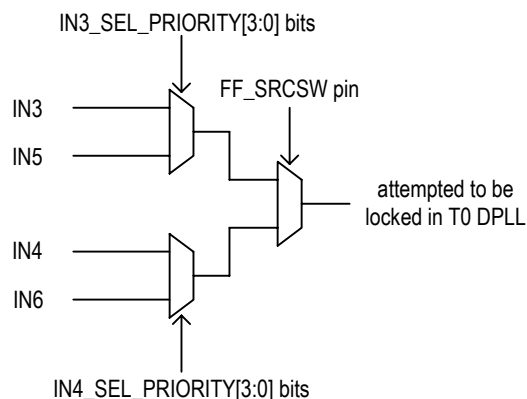 IN3_SEL_PRIORITY[3:0] bits
FF_SRCSW pin
IN3
IN5
attempted to be
locked in T0 DPLL
IN4
IN6
IN4_SEL_PRIORITY[3:0] bits